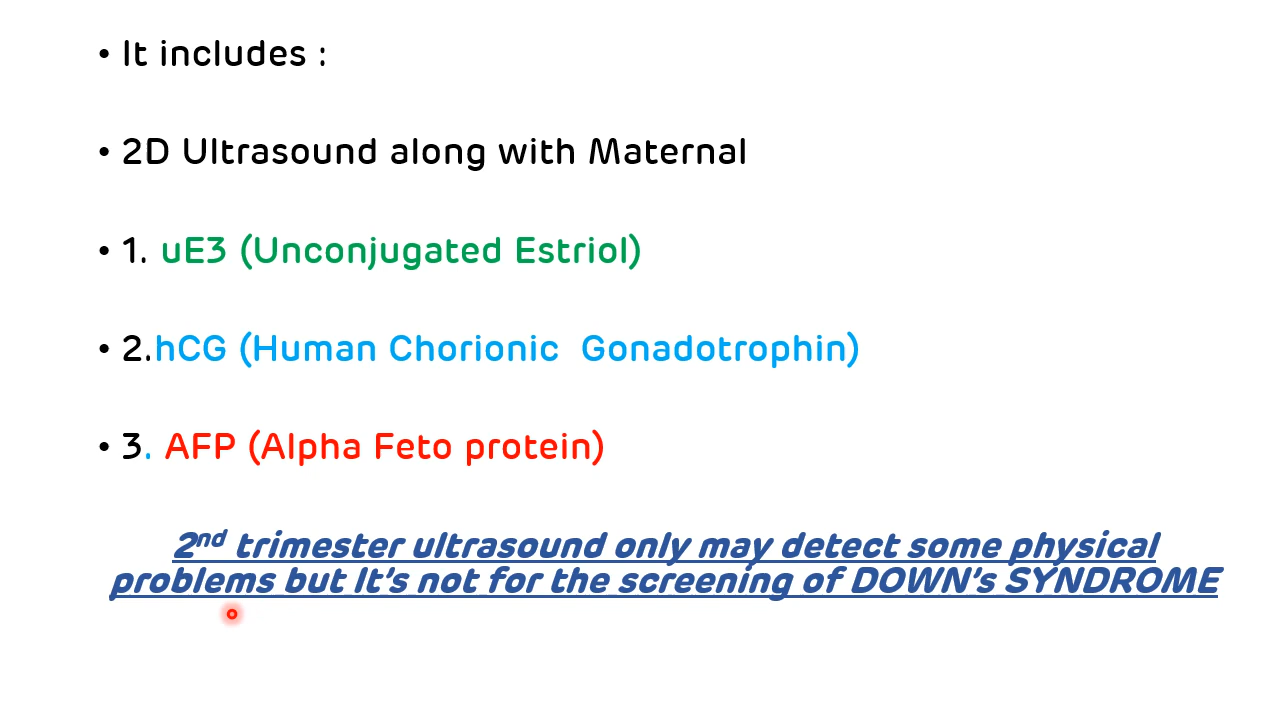 • It includes :
• 2D Ultrasound along with Maternal
• 1. uE3 (Unconjugated Estriol)
• 2.hCG (Human Chorionic  Gonadotrophin)
• 3. AFP (Alpha Feto protein)
2nd trimester ultrasound only may detect some physical
problems but It's not for the screening of DOWN's SYNDROME